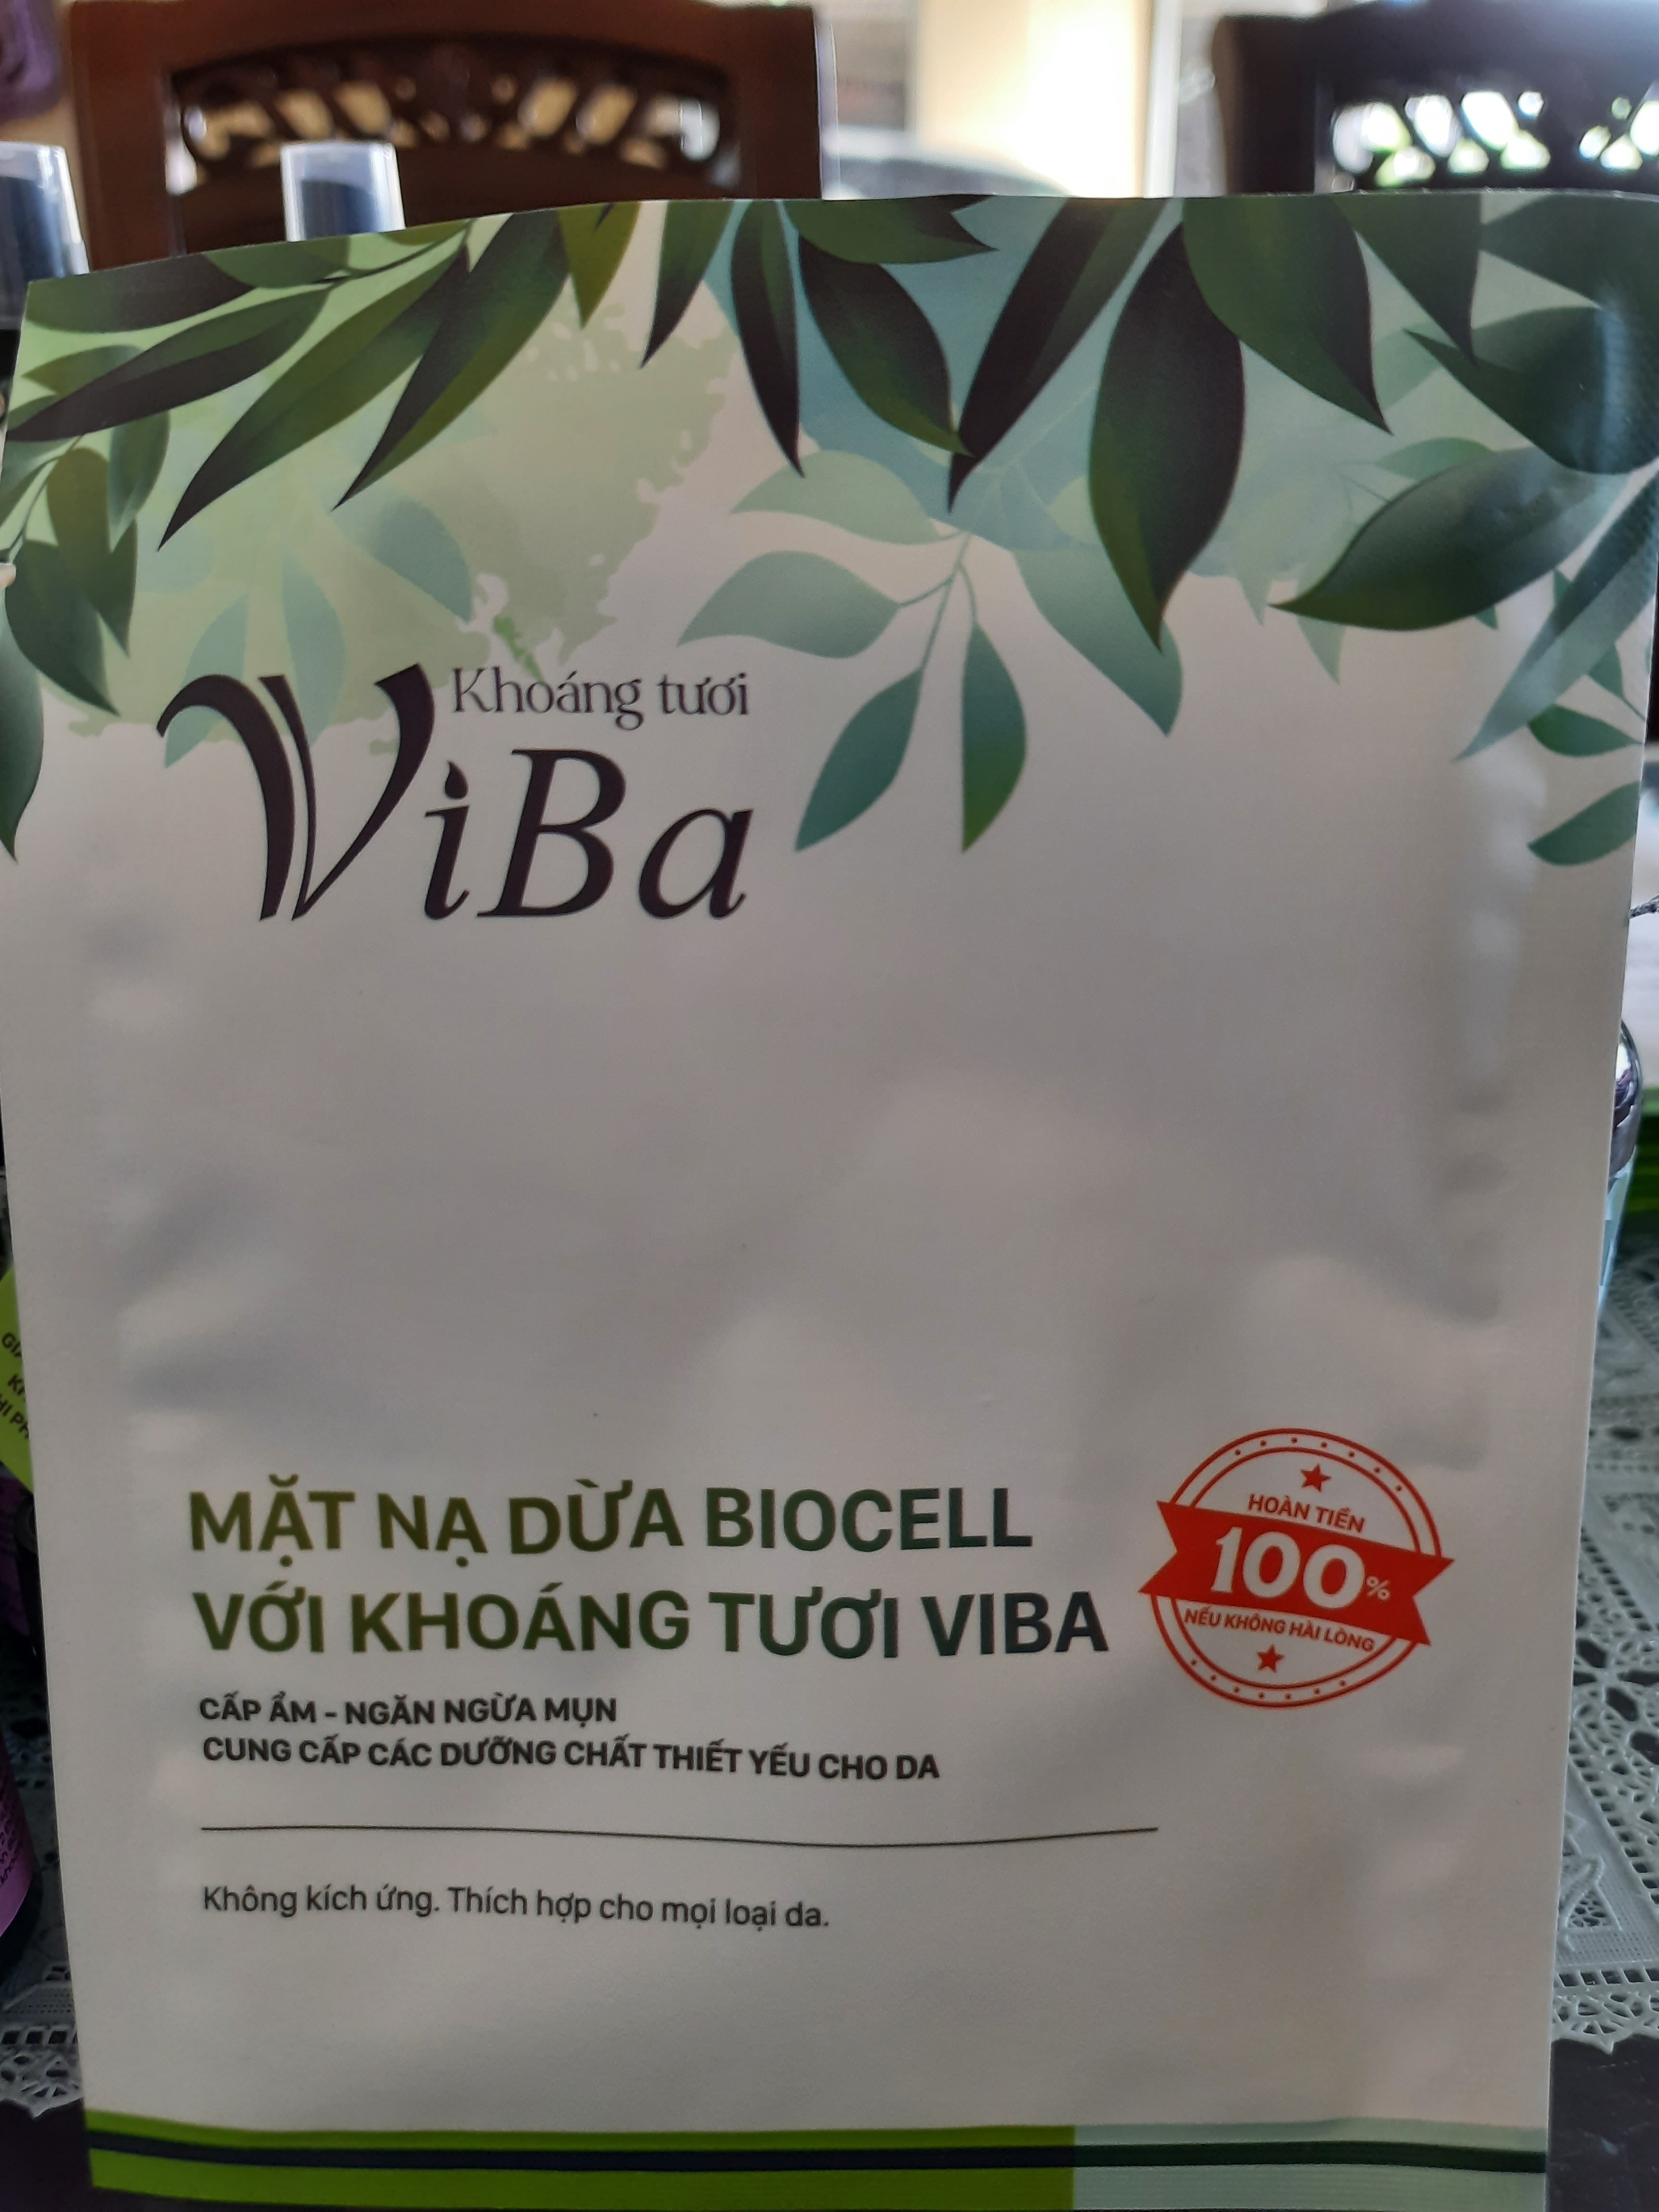 Khoáng tươi
ViBa
MẶT NẠ DỪA BIOCELL
VỚI KHOÁNG TƯƠI VIBA
HOÀN TIỀN
100%
NẾU KHÔNG HÀI LÒNG
CẤP ẨM - NGĂN NGỪA MỤN
CUNG CẤP CÁC DƯỠNG CHẤT THIẾT YẾU CHO DA
Không kích ứng. Thích hợp cho mọi loại da.